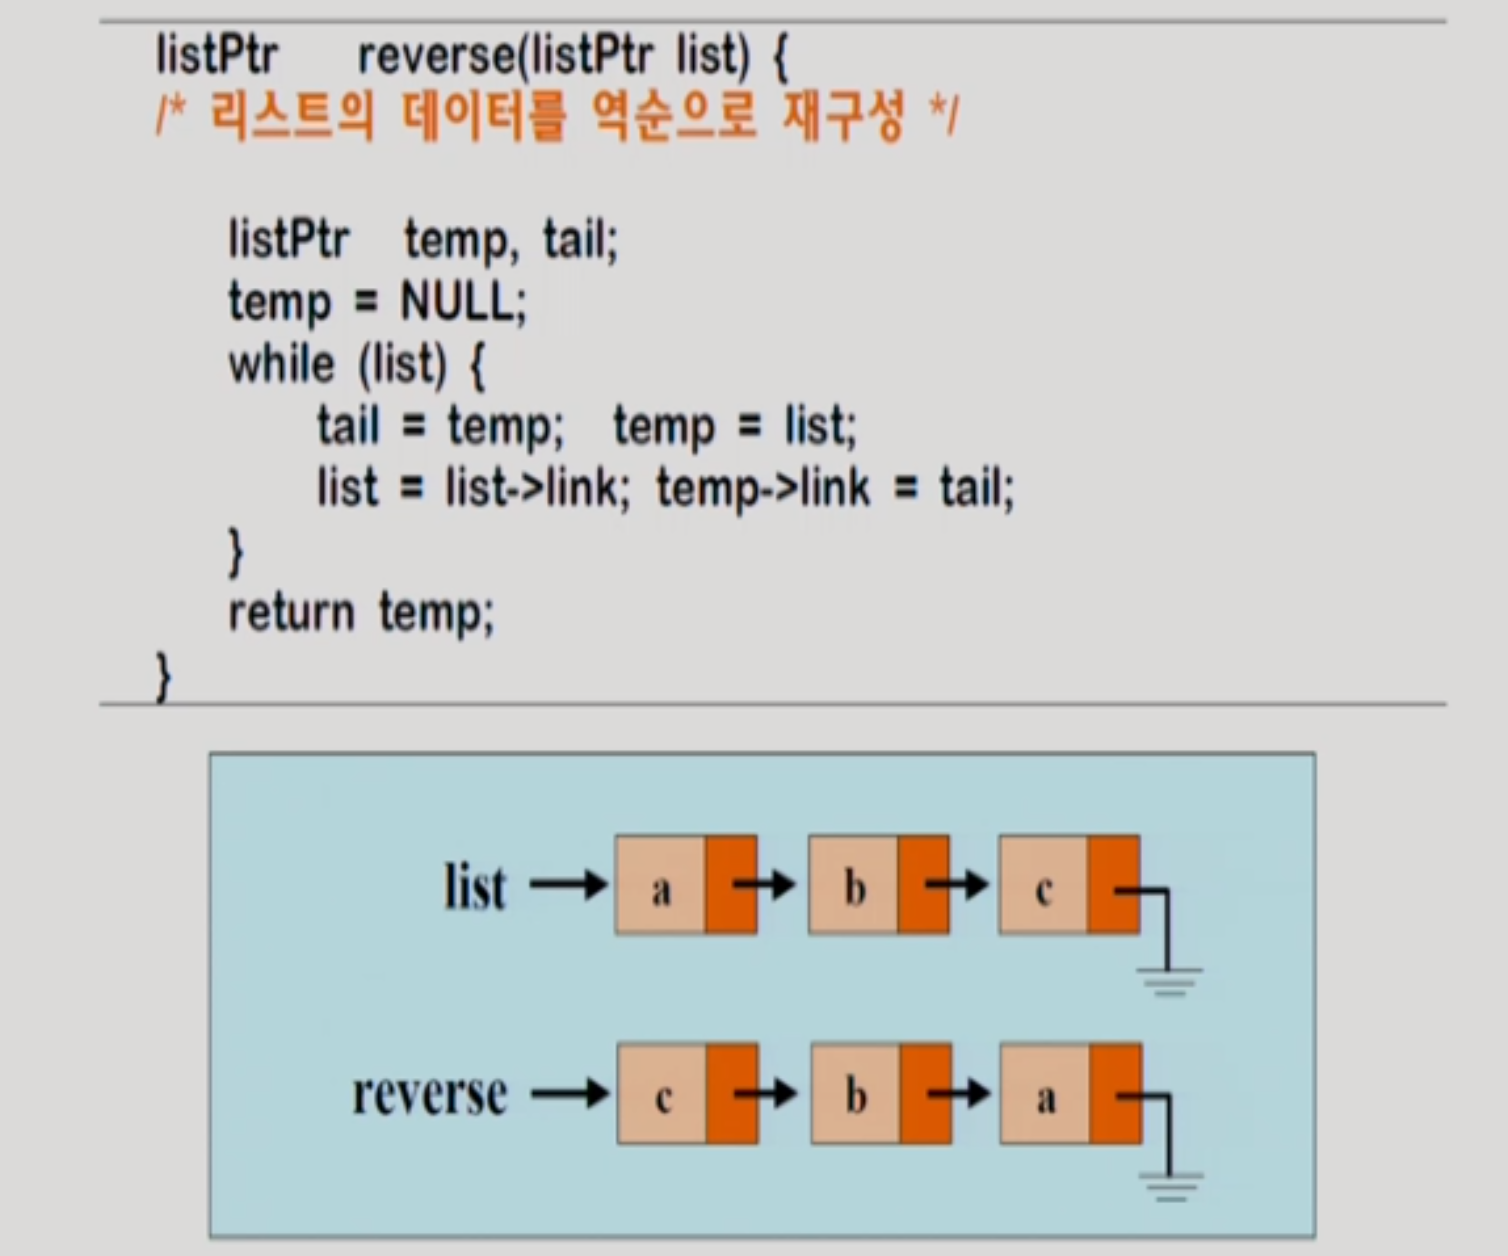 listPtr reverse(listPtr list) {
/* 리스트의 데이터를 역순으로 재구성 */
listPtr temp, tail;
temp = NULL;
while (list) {
tail = temp; temp = list;
list = list->link; temp->link = tail;
}
return temp;
}
list a b c
reverse c b a